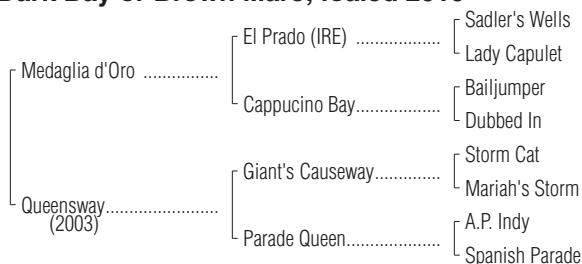 Dark Bay or Brown Mare; foaled 2013
Sadler's Wells
El Prado (IRE) ...................
Lady Capulet
Medaglia d'Oro ................
Bailjumper
Cappucino Bay...................
Dubbed In
Storm Cat
Giant's Causeway................
Mariah's Storm
Queensway........................
(2003)
A.P. Indy
Parade Queen......................
Spanish Parade